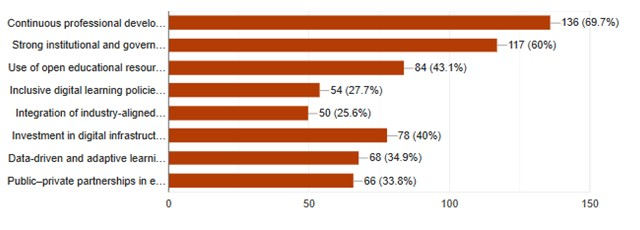 Continuous professional develo... 136 (69.7%)
Strong institutional and govern... 117 (60%)
Use of open educational resour... 84 (43.1%)
Inclusive digital learning policie... 54 (27.7%)
Integration of industry-aligned... 50 (25.6%)
Investment in digital infrastruct... 78 (40%)
Data-driven and adaptive learni... 68 (34.9%)
Public–private partnerships in e... 66 (33.8%)
0 50 100 150